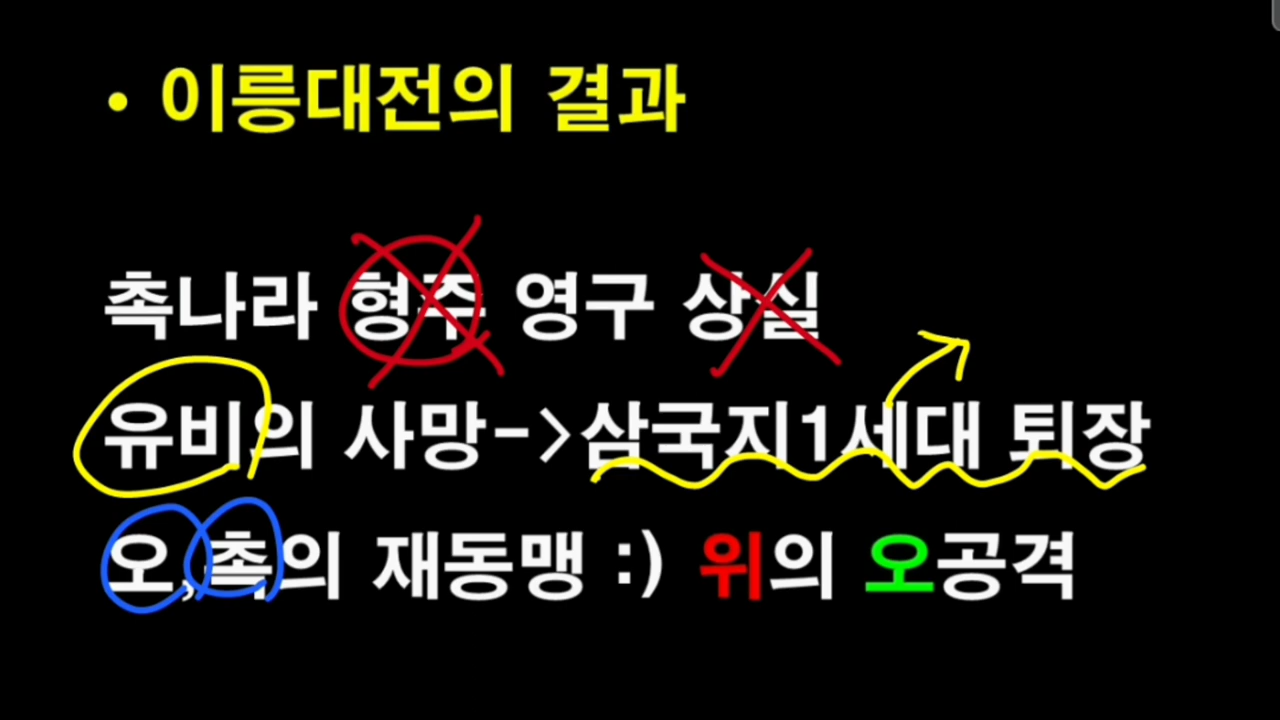 • 이릉대전의 결과
촉나라 형주 영구 상실
유비의 사망->삼국지1세대 퇴장
오,촉의 재동맹 :) 위의 오공격